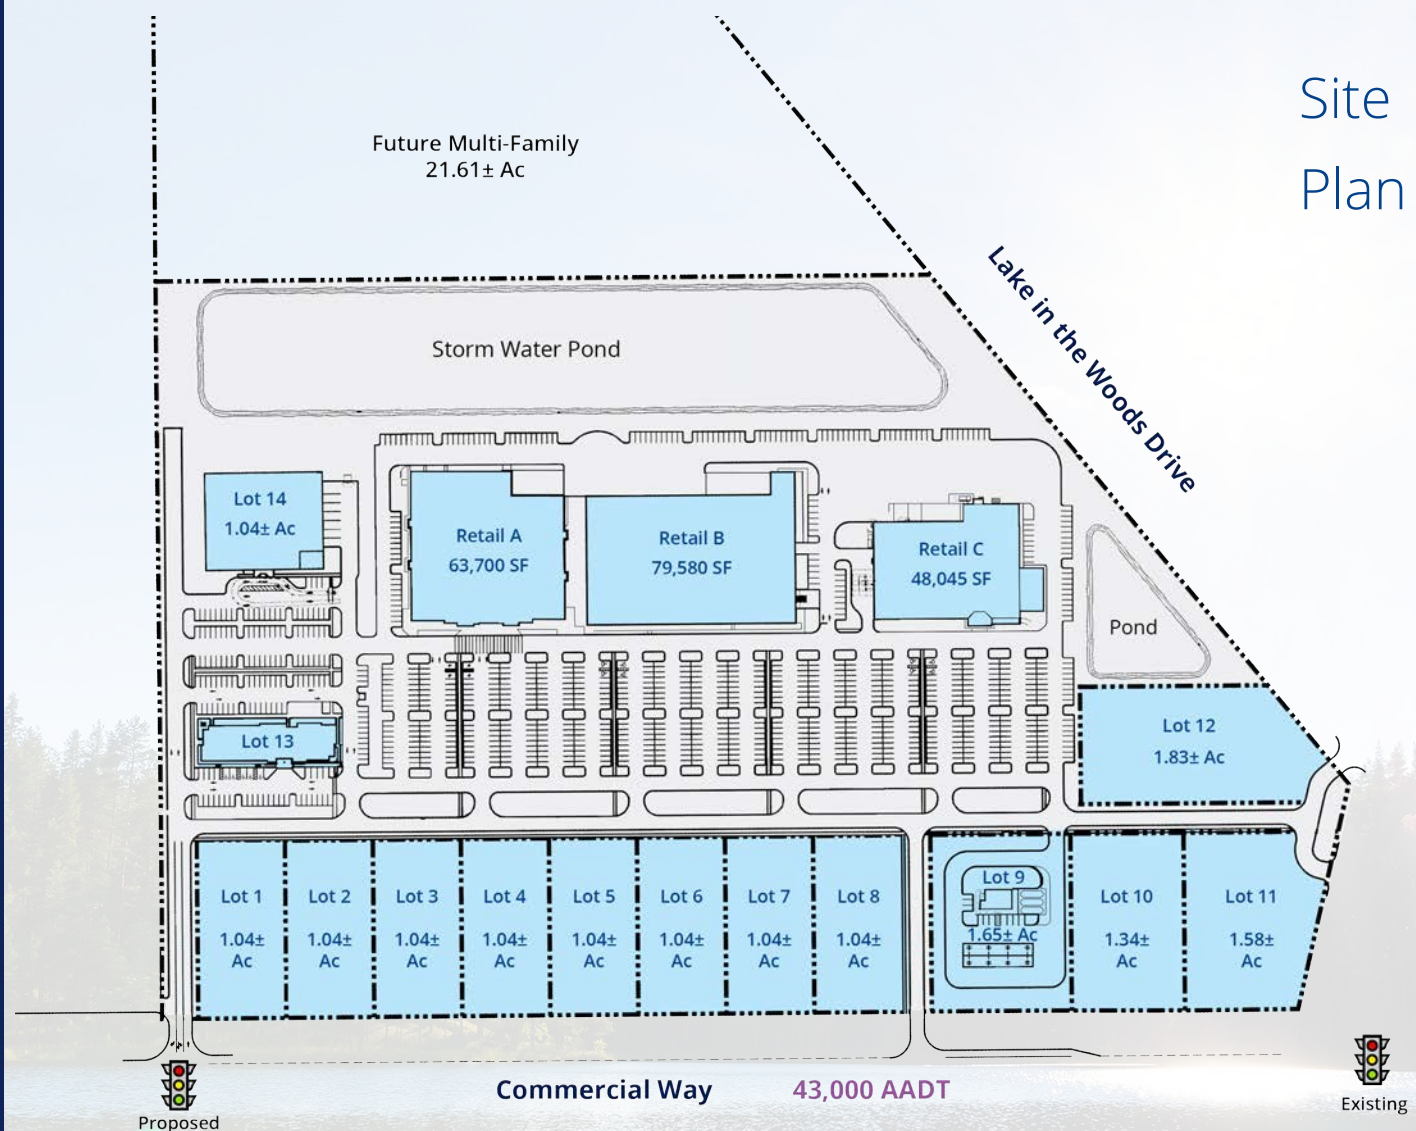 Site
Plan
Future Multi-Family
21.61± Ac
Lake in the Woods Drive
Storm Water Pond
Lot 14
1.04± Ac
Retail A
63,700 SF
Retail B
79,580 SF
Retail C
48,045 SF
Pond
Lot 12
1.83± Ac
Lot 13
Lot 1
1.04±
Ac
Lot 2
1.04±
Ac
Lot 3
1.04±
Ac
Lot 4
1.04±
Ac
Lot 5
1.04±
Ac
Lot 6
1.04±
Ac
Lot 7
1.04±
Ac
Lot 8
1.04±
Ac
Lot 9
1.65± Ac
Lot 10
1.34±
Ac
Lot 11
1.58±
Ac
Commercial Way 43,000 AADT
Proposed
Existing